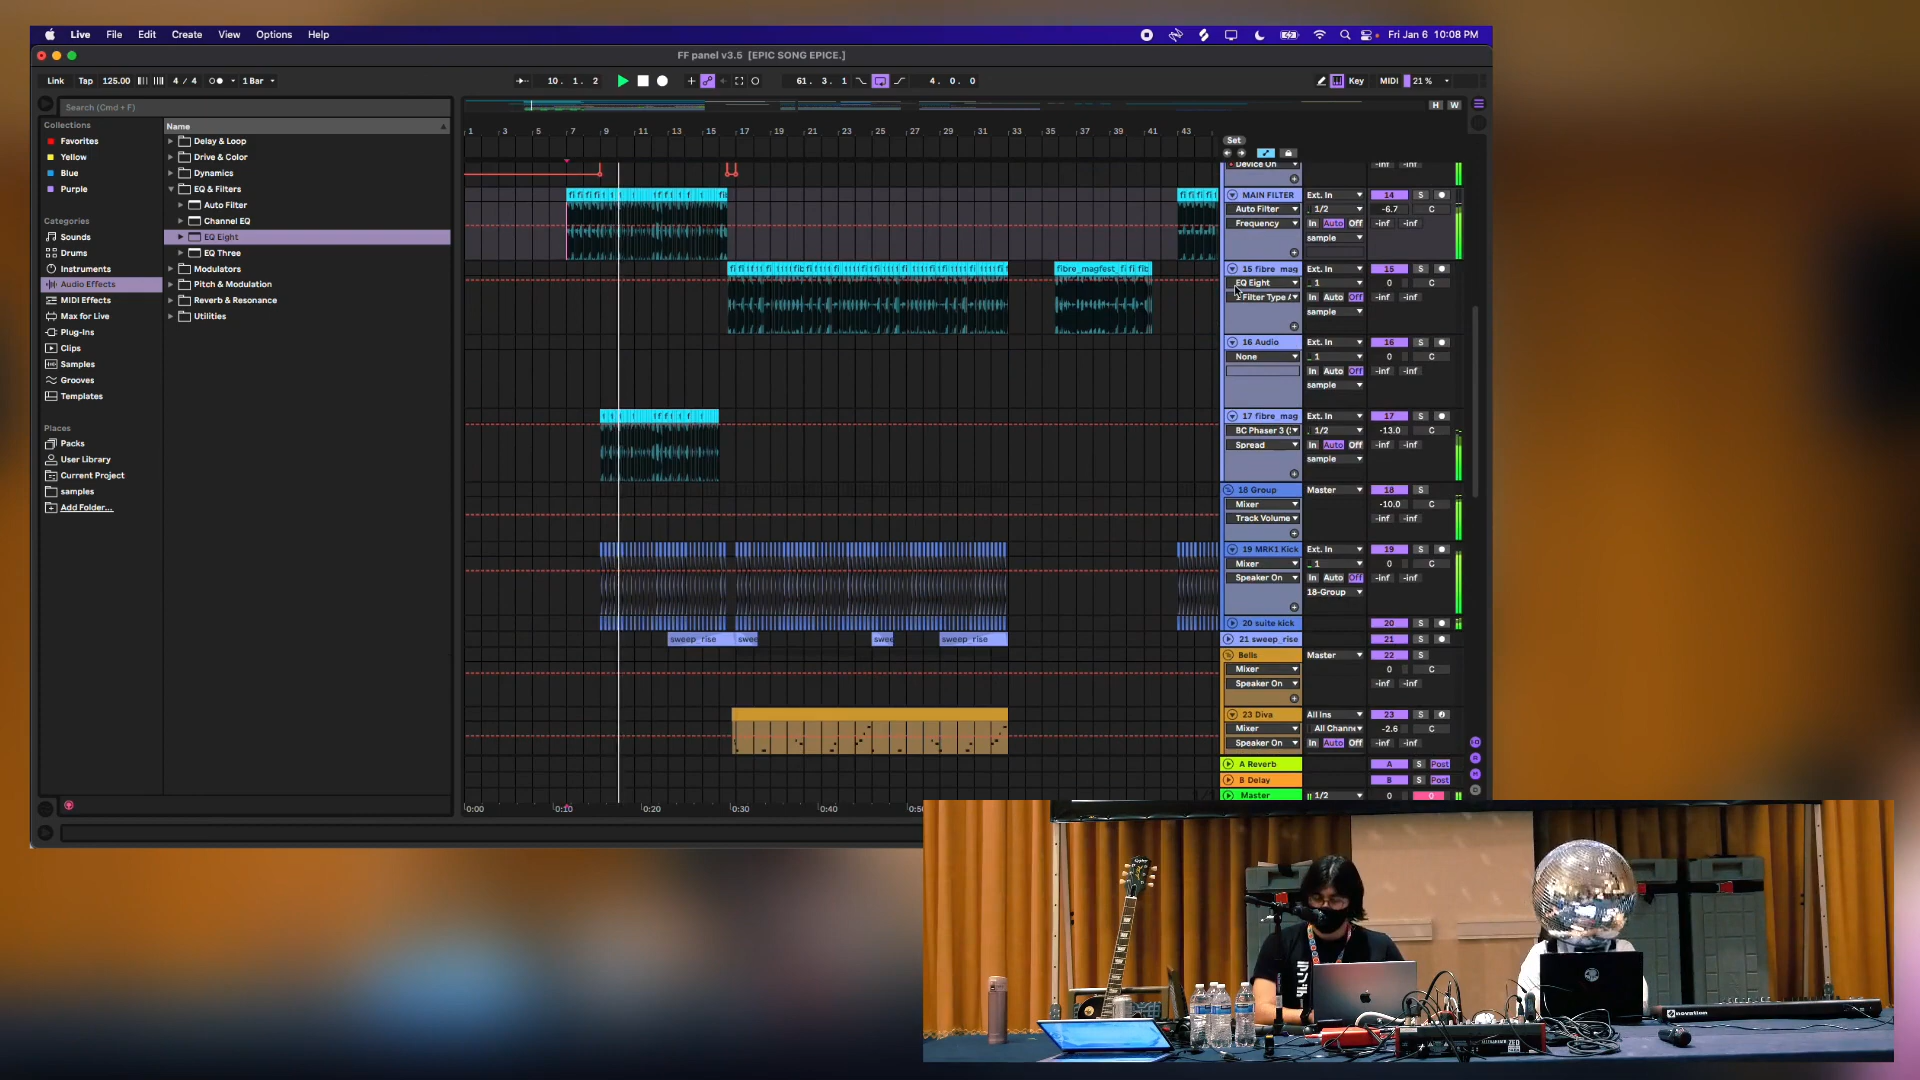 Live File Edit Create View Options Help
Fri Jan 6 10:08 PM
FF panel v3.5 [EPIC SONG EPICE.]
Link Tap 125.00 4 / 4 1 Bar
10. 1. 2
61. 3. 1
4. 0. 0
Key MIDI 21 %
Search (Cmd + F)
H W
Collections
Favorites
Yellow
Blue
Purple
Categories
Sounds
Drums
Instruments
Audio Effects
MIDI Effects
Max for Live
Plug-Ins
Clips
Samples
Grooves
Templates
Places
Packs
User Library
Current Project
samples
Add Folder...
Name
Delay & Loop
Drive & Color
Dynamics
EQ & Filters
Auto Filter
Channel EQ
EQ Eight
EQ Three
Modulators
Pitch & Modulation
Reverb & Resonance
Utilities
1 3 5 7 9 11 13 15 17 19 21 23 25 27 29 31 33 35 37 39 41 43
Set
Device On -inf -inf
MAIN FILTER Ext. In 14 S
Auto Filter 1/2 -6.7 C
Frequency In Auto Off -inf -inf
sample
fibre_magfest
15 fibre_mag Ext. In 15 S
EQ Eight 1 0 C
1 Filter Type A In Auto Off -inf -inf
sample
16 Audio Ext. In 16 S
None 1 0 C
In Auto Off -inf -inf
sample
17 fibre_mag Ext. In 17 S
BC Phaser 3 ( 1/2 -13.0 C
Spread In Auto Off -inf -inf
sample
18 Group Master 18 S
Mixer -10.0 C
Track Volume -inf -inf
19 MRK1 Kick Ext. In 19 S
Mixer 1 0 C
Speaker On In Auto Off -inf -inf
18-Group
20 suite kick 20 S
sweep_rise swee swee sweep_rise
21 sweep_rise 21 S
Bells Master 22 S
Mixer 0 C
Speaker On -inf -inf
23 Diva All Ins 23 S
Mixer All Channe -2.6 C
Speaker On In Auto Off -inf -inf
A Reverb A S Post
B Delay B S Post
Master 1/2 0
0:00 0:10 0:20 0:30 0:40
novation
ZED